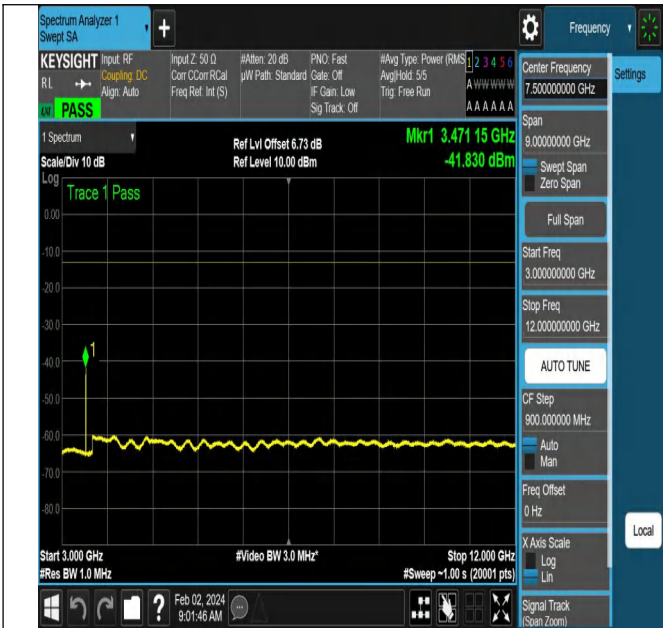 Spectrum Analyzer 1
Swept SA
Frequency
KEYSIGHT
RL
Input: RF
Coupling: DC
Align: Auto
Input Z: 50 Ω
Corr CCorr RCal
Freq Ref: Int (S)
#Atten: 20 dB
µW Path: Standard
PNO: Fast
Gate: Off
IF Gain: Low
Sig Track: Off
#Avg Type: Power (RMS
Avg|Hold: 5/5
Trig: Free Run
1 2 3 4 5 6
A W W W W W
A A A A A A
PASS
1 Spectrum
Scale/Div 10 dB
Log
Ref Lvl Offset 6.73 dB
Ref Level 10.00 dBm
Mkr1 3.471 15 GHz
-41.830 dBm
Trace 1 Pass
0.00
-10.0
-20.0
-30.0
-40.0
-50.0
-60.0
-70.0
-80.0
1
Start 3.000 GHz
#Res BW 1.0 MHz
#Video BW 3.0 MHz*
Stop 12.000 GHz
#Sweep ~1.00 s (20001 pts)
?
Feb 02, 2024
9:01:46 AM
Center Frequency
7.500000000 GHz
Settings
Span
9.00000000 GHz
Swept Span
Zero Span
Full Span
Start Freq
3.000000000 GHz
Stop Freq
12.000000000 GHz
AUTO TUNE
CF Step
900.000000 MHz
Auto
Man
Freq Offset
0 Hz
Local
X Axis Scale
Log
Lin
Signal Track
(Span Zoom)